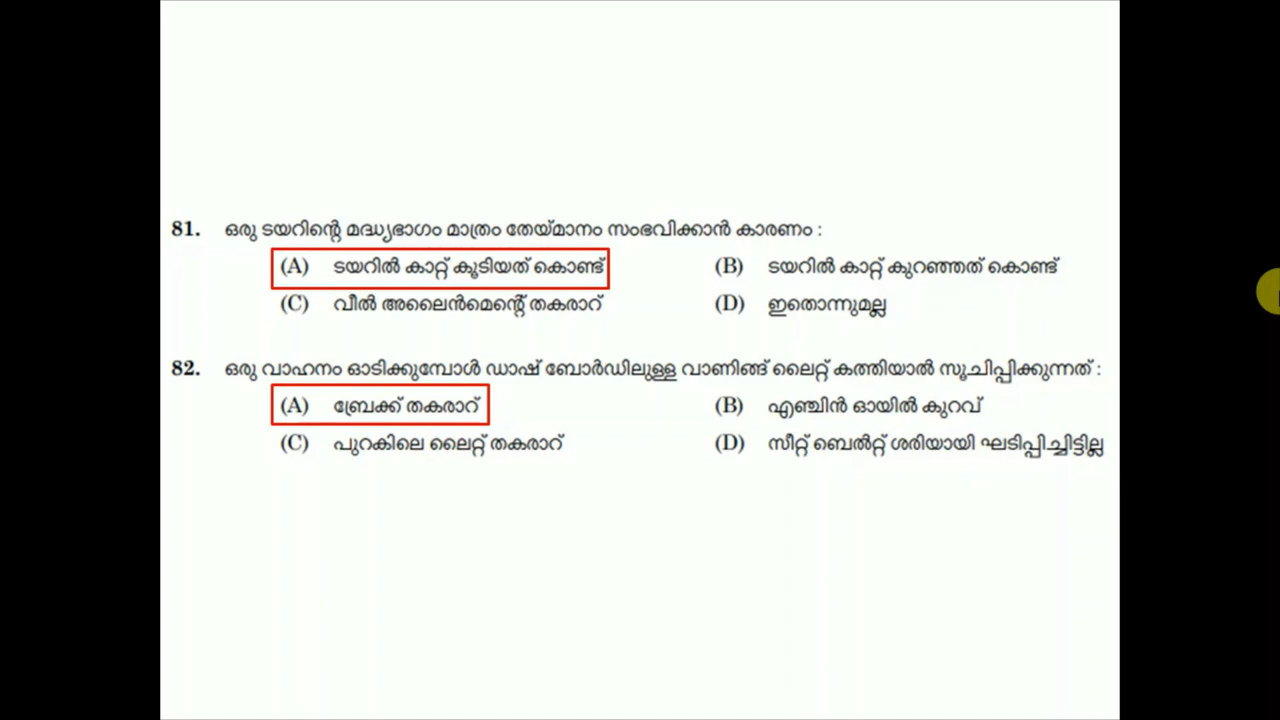 81. ഒരു ടയറിന്റെ മദ്ധ്യഭാഗം മാത്രം തേയ്മാനം സംഭവിക്കാൻ കാരണം :
(A) ടയറിൽ കാറ്റ് കൂടിയത് കൊണ്ട് (B) ടയറിൽ കാറ്റ് കുറഞ്ഞത് കൊണ്ട്
(C) വീൽ അലൈൻമെന്റ് തകരാറ് (D) ഇതൊന്നുമല്ല
82. ഒരു വാഹനം ഓടിക്കുമ്പോൾ ഡാഷ് ബോർഡിലുള്ള വാണിങ്ങ് ലൈറ്റ് കത്തിയാൽ സൂചിപ്പിക്കുന്നത് :
(A) ബ്രേക്ക് തകരാറ് (B) എഞ്ചിൻ ഓയിൽ കുറവ്
(C) പുറകിലെ ലൈറ്റ് തകരാറ് (D) സീറ്റ് ബെൽറ്റ് ശരിയായി ഘടിപ്പിച്ചിട്ടില്ല